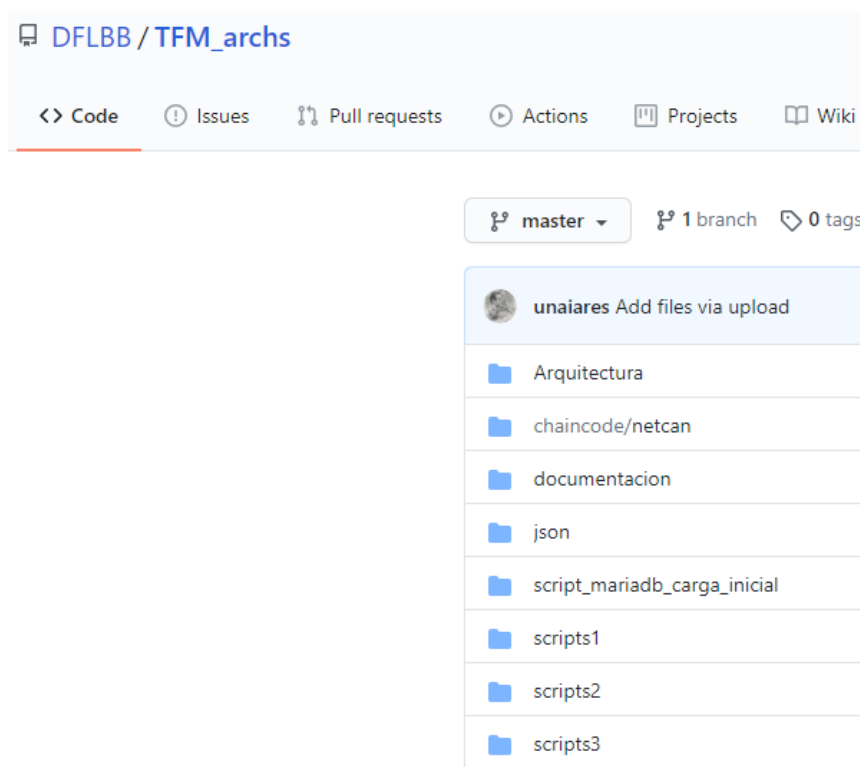 DFLBB / TFM_archs
Code Issues Pull requests Actions Projects Wiki
master 1 branch 0 tags
unaiares Add files via upload
Arquitectura
chaincode/netcan
documentacion
json
script_mariadb_carga_inicial
scripts1
scripts2
scripts3